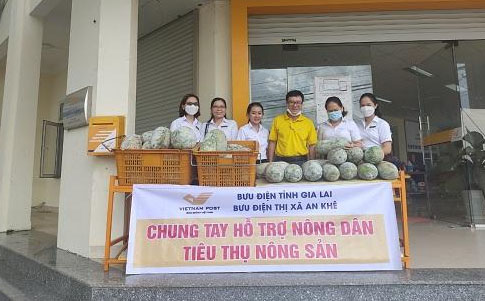 VIETNAM POST
BƯU ĐIỆN TỈNH GIA LAI
BƯU ĐIỆN THỊ XÃ AN KHÊ
CHUNG TAY HỖ TRỢ NÔNG DÂN
TIÊU THỤ NÔNG SẢN